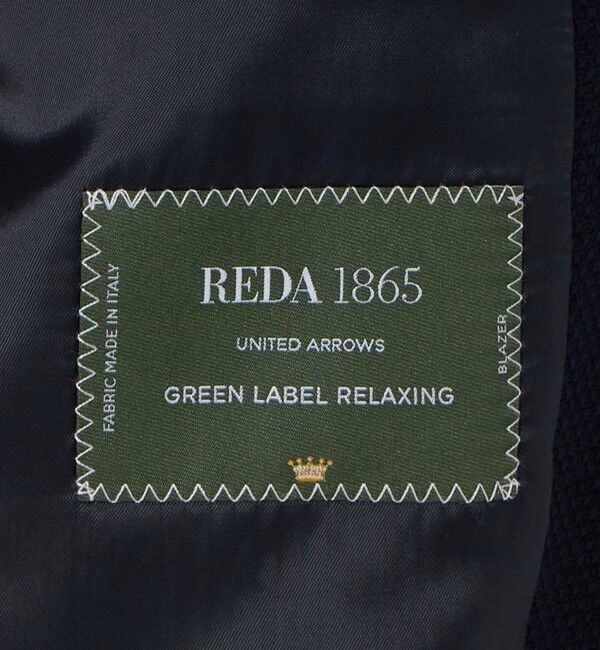 REDA 1865
UNITED ARROWS
GREEN LABEL RELAXING
FABRIC MADE IN ITALY
BLAZER